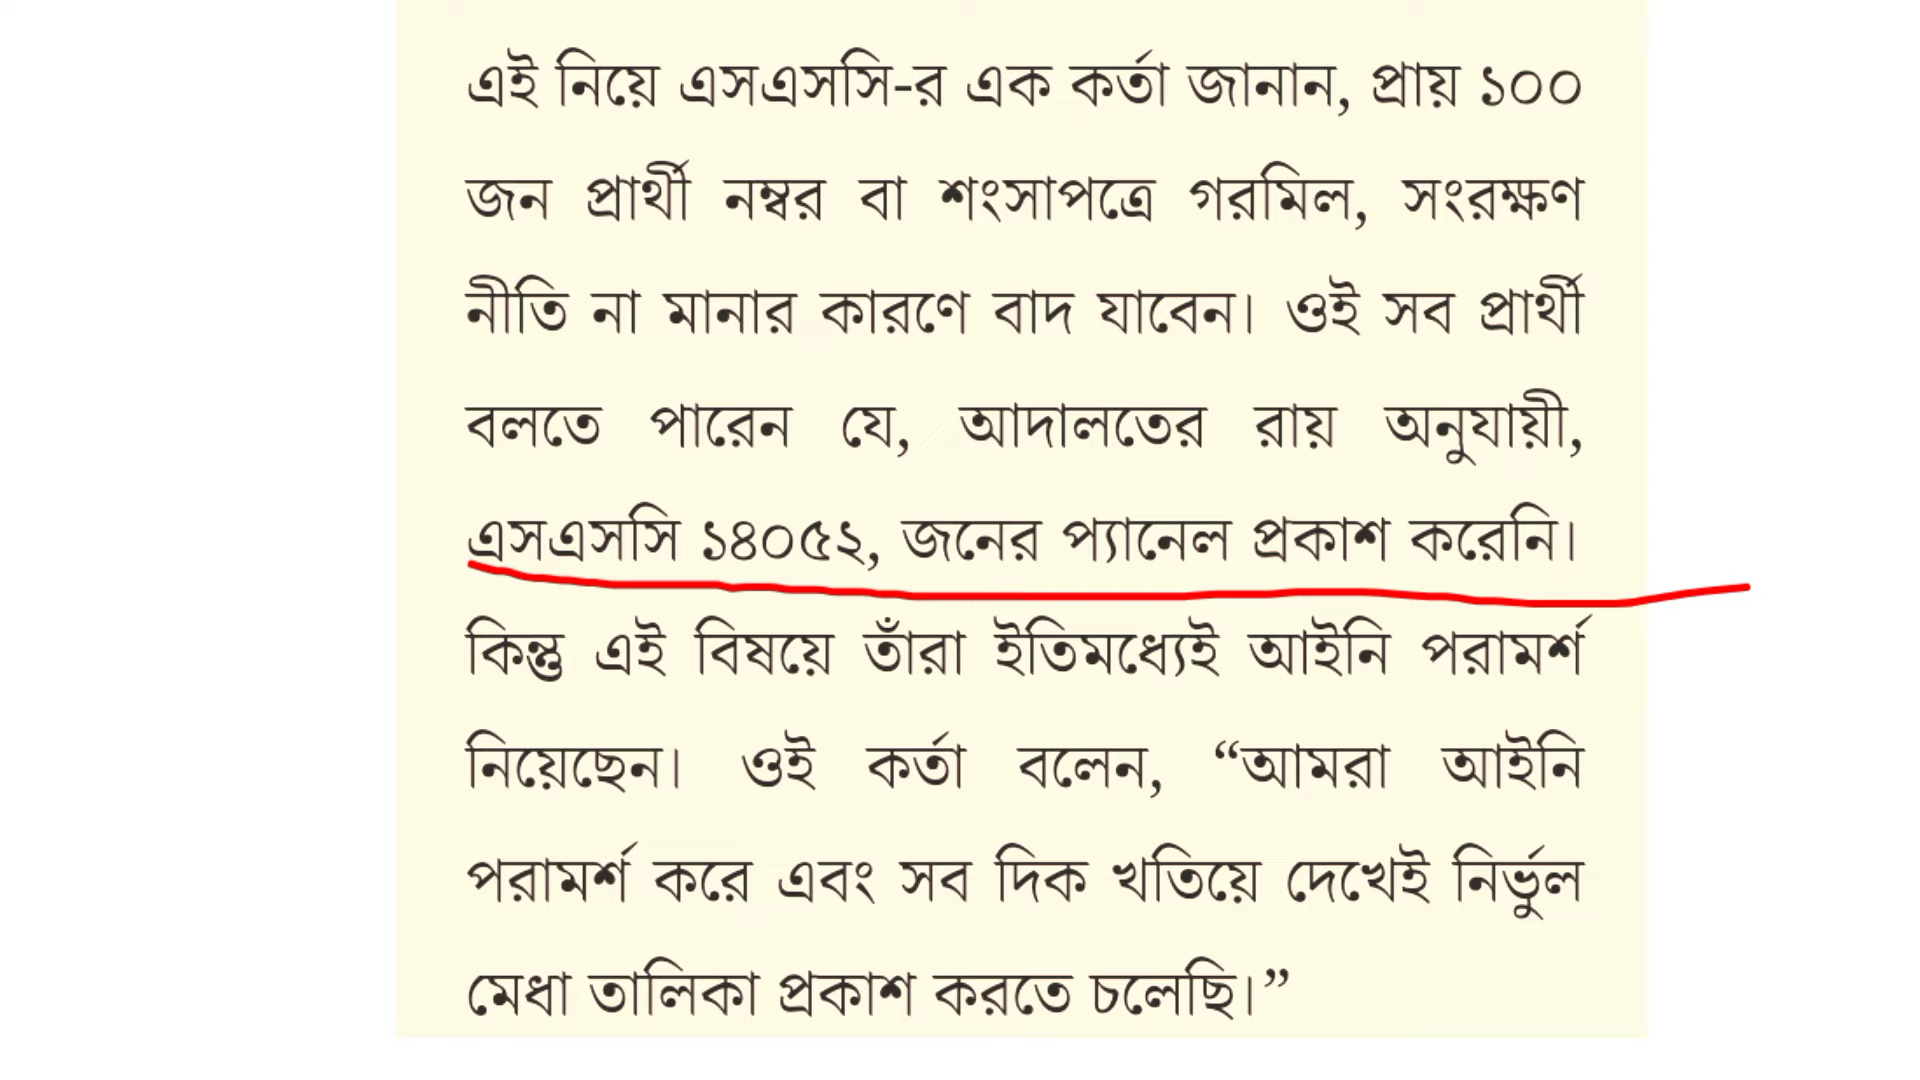 এই নিয়ে এসএসসি-র এক কর্তা জানান, প্রায় ১০০
জন প্রার্থী নম্বর বা শংসাপত্রে গরমিল, সংরক্ষণ
নীতি না মানার কারণে বাদ যাবেন। ওই সব প্রার্থী
বলতে পারেন যে, আদালতের রায় অনুযায়ী,
এসএসসি ১৪০৫২, জনের প্যানেল প্রকাশ করেনি।
কিন্তু এই বিষয়ে তাঁরা ইতিমধ্যেই আইনি পরামর্শ
নিয়েছেন। ওই কর্তা বলেন, “আমরা আইনি
পরামর্শ করে এবং সব দিক খতিয়ে দেখেই নির্ভুল
মেধা তালিকা প্রকাশ করতে চলেছি।”